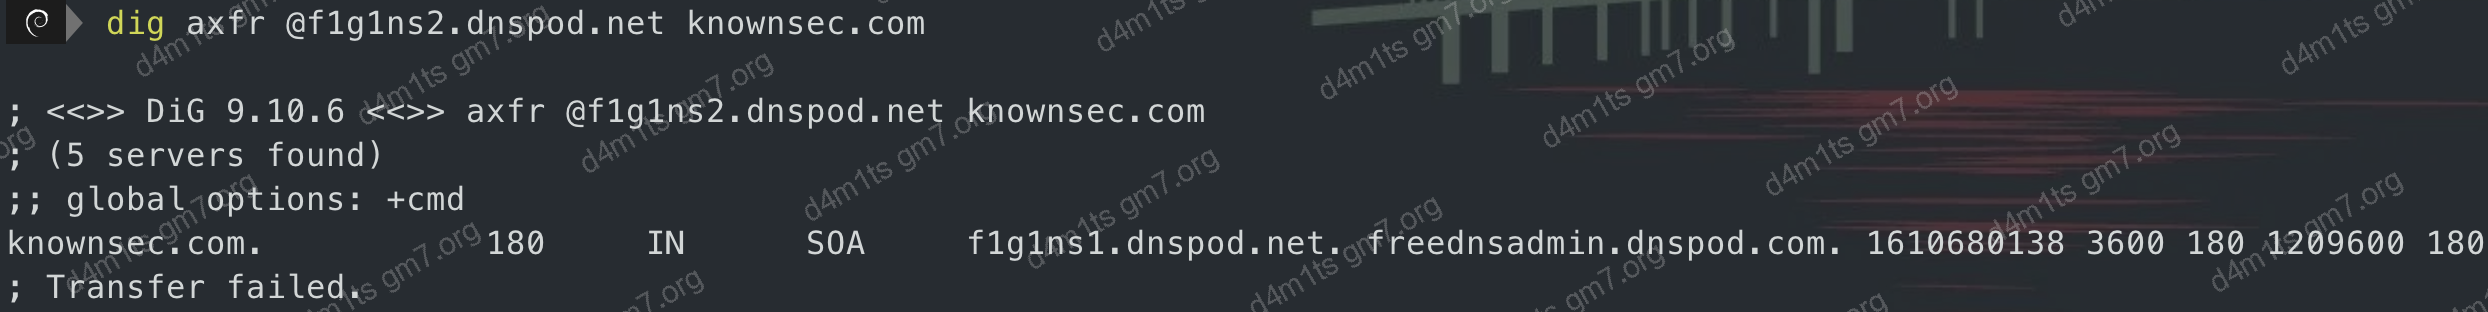 dig axfr @f1g1ns2.dnspod.net knownsec.com
; <<>> DiG 9.10.6 <<>> axfr @f1g1ns2.dnspod.net knownsec.com
; (5 servers found)
;; global options: +cmd
knownsec.com. 180 IN SOA f1g1ns1.dnspod.net. freednsadmin.dnspod.com. 1610680138 3600 180 1209600 180
; Transfer failed.
d4m1ts gm7.org